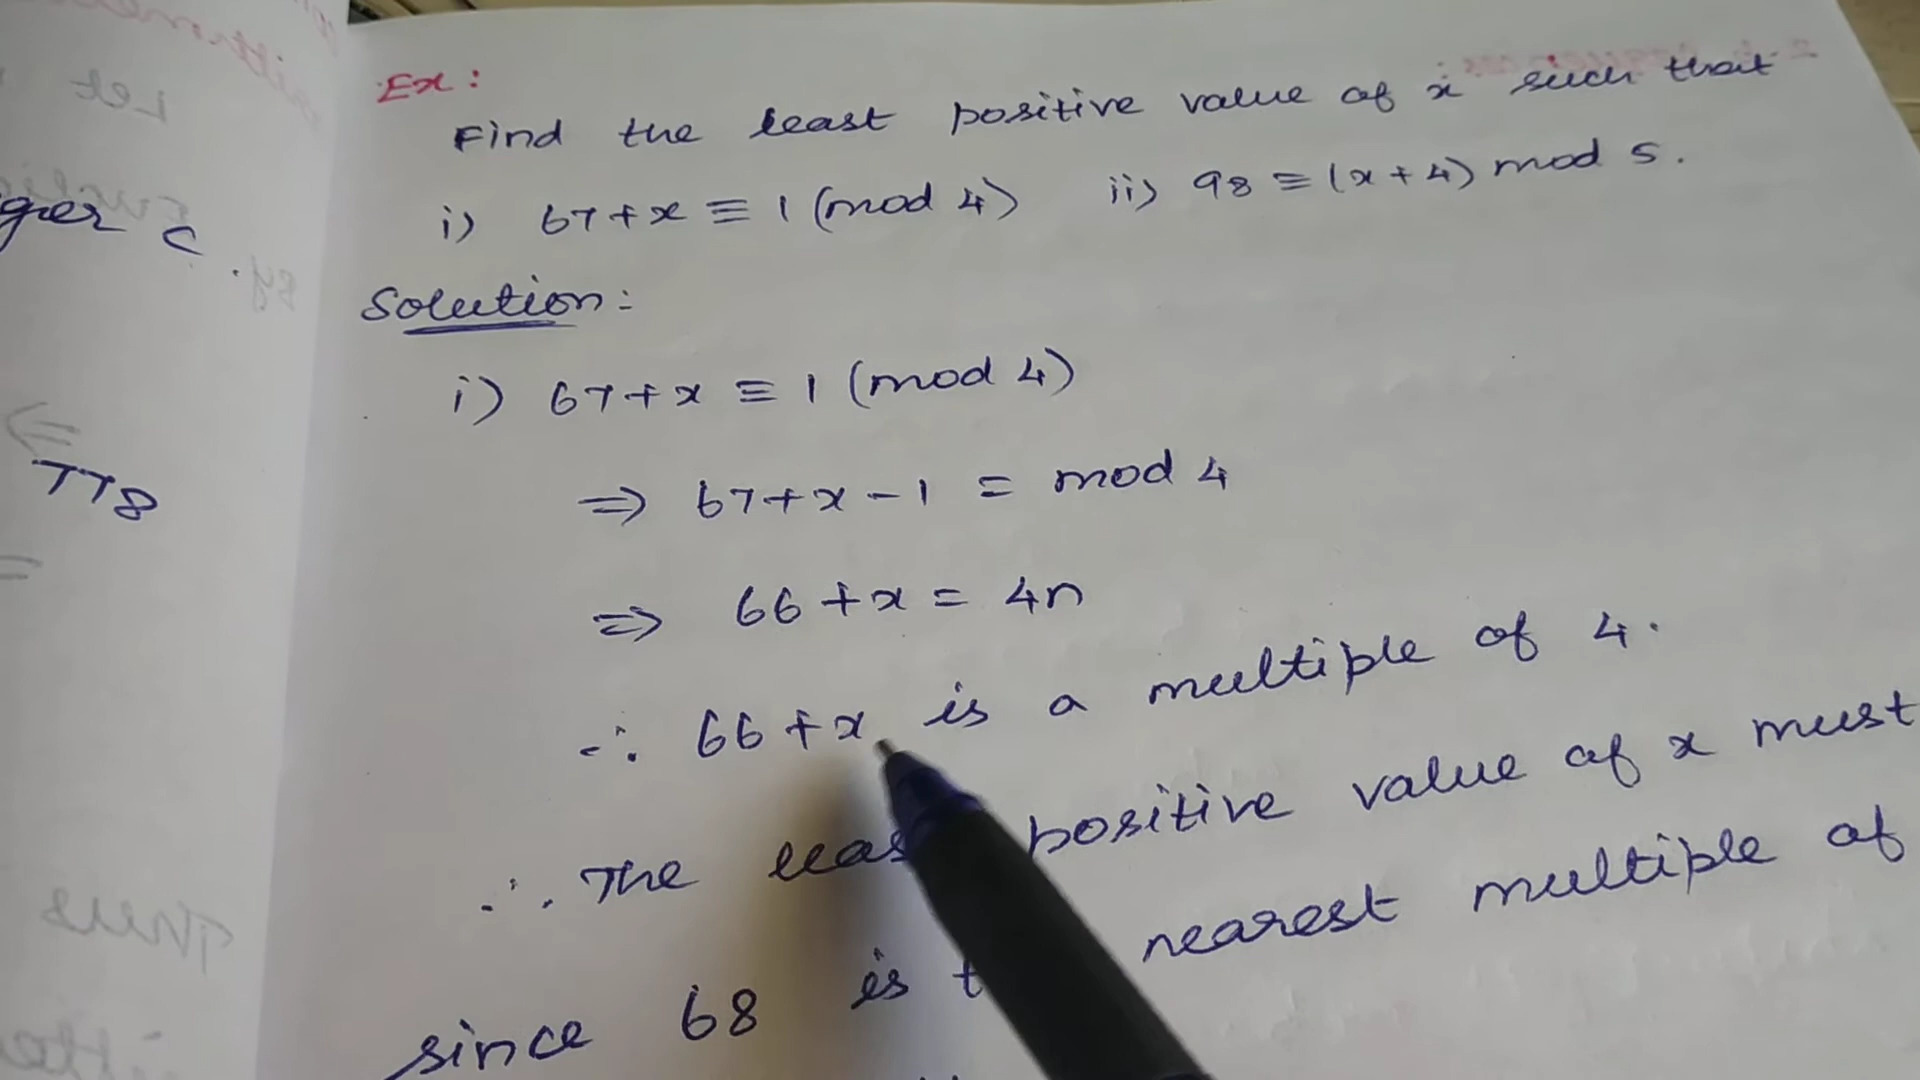 Ex:
Find the least positive value of x such that
i) 67+x ≡ 1 (mod 4) ii) 98 ≡ (x+4) mod 5.
Solution:
i) 67+x ≡ 1 (mod 4)
⇒ 67+x-1 = mod 4
⇒ 66+x = 4n
∴ 66+x is a multiple of 4.
∴ The positive value of x must
since 68 is nearest multiple of
c.
778
=